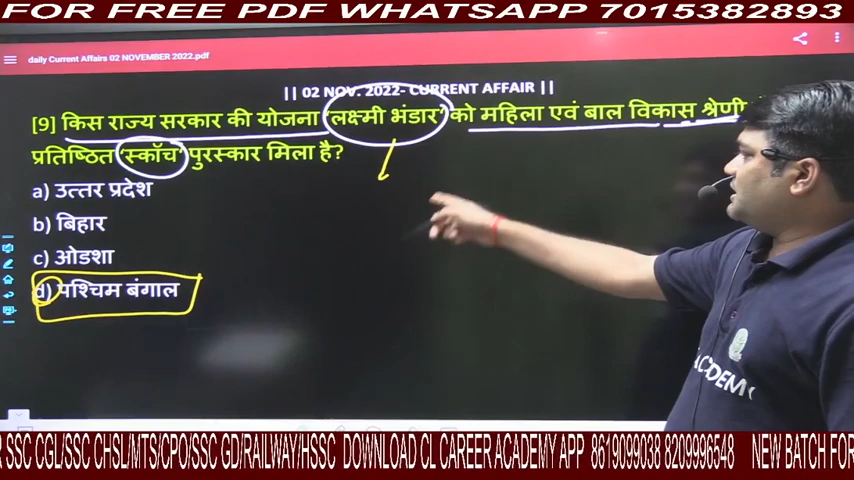 FOR FREE PDF WHATSAPP 7015382893
daily Current Affairs 02 NOVEMBER 2022.pdf
|| 02 NOV. 2022- CURRENT AFFAIR ||
[9] किस राज्य सरकार की योजना 'लक्ष्मी भंडार' को महिला एवं बाल विकास श्रेणी
प्रतिष्ठित 'स्कॉच' पुरस्कार मिला है?
a) उत्तर प्रदेश
b) बिहार
c) ओडशा
d) पश्चिम बंगाल
ACADEMY
R SSC CGL/SSC CHSL/MTS/CPO/SSC GD/RAILWAY/HSSC DOWNLOAD CL CAREER ACADEMY APP 8619099038 8209996548 NEW BATCH FOR